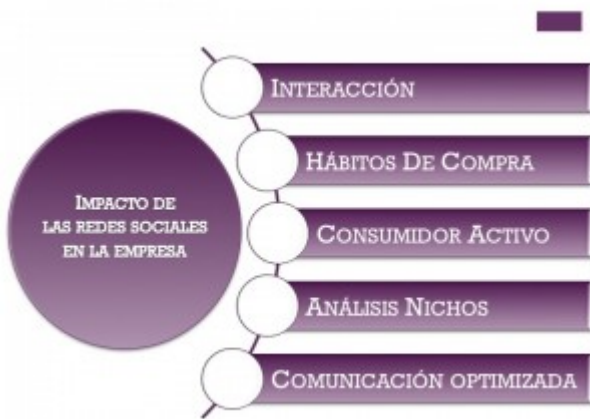 IMPACTO DE
LAS REDES SOCIALES
EN LA EMPRESA
INTERACCIÓN
HÁBITOS DE COMPRA
CONSUMIDOR ACTIVO
ANÁLISIS NICHOS
COMUNICACIÓN OPTIMIZADA